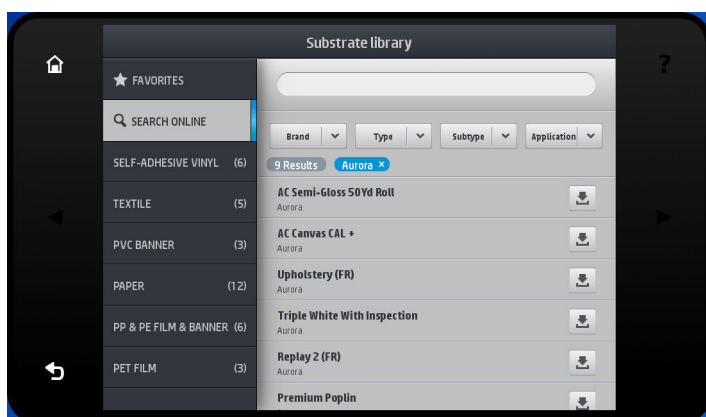 Substrate library
?
FAVORITES
SEARCH ONLINE
SELF-ADHESIVE VINYL (6)
TEXTILE (5)
PVC BANNER (3)
PAPER (12)
PP & PE FILM & BANNER (6)
PET FILM (3)
Brand Type Subtype Application
9 Results Aurora ×
AC Semi-Gloss 50Yd Roll
Aurora
AC Canvas CAL +
Aurora
Upholstery (FR)
Aurora
Triple White With Inspection
Aurora
Replay 2 (FR)
Aurora
Premium Poplin